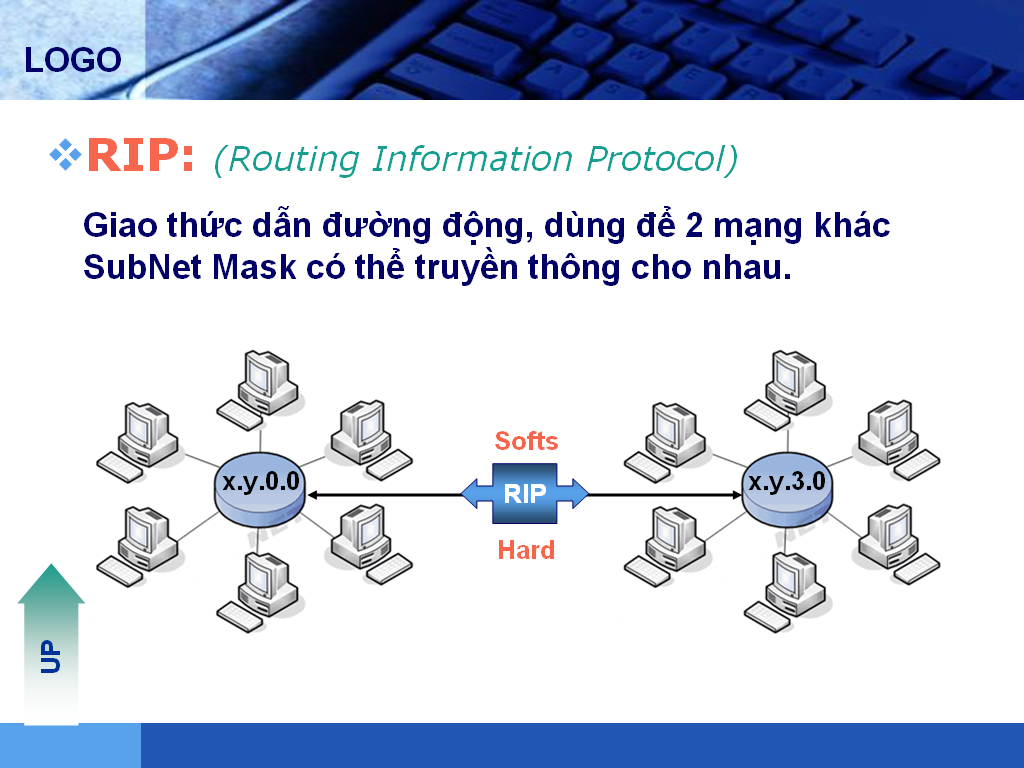 LOGO
RIP: (Routing Information Protocol)
Giao thức dẫn đường động, dùng để 2 mạng khác
SubNet Mask có thể truyền thông cho nhau.
Softs
x.y.0.0
RIP
x.y.3.0
Hard
UP